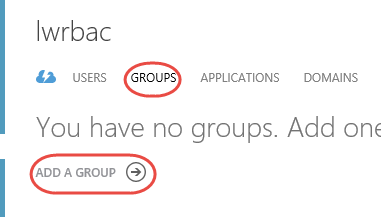 lwrbac
USERS GROUPS APPLICATIONS DOMAINS
You have no groups. Add one
ADD A GROUP